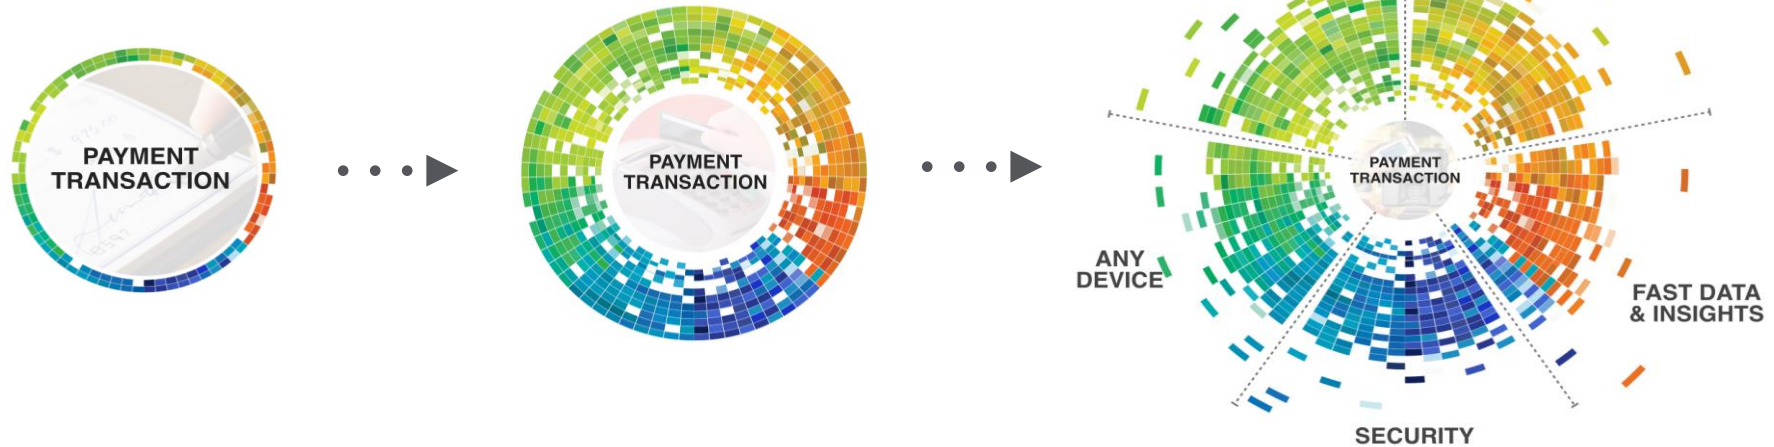 PAYMENT
TRANSACTION
PAYMENT
TRANSACTION
PAYMENT
TRANSACTION
ANY
DEVICE
FAST DATA
& INSIGHTS
SECURITY